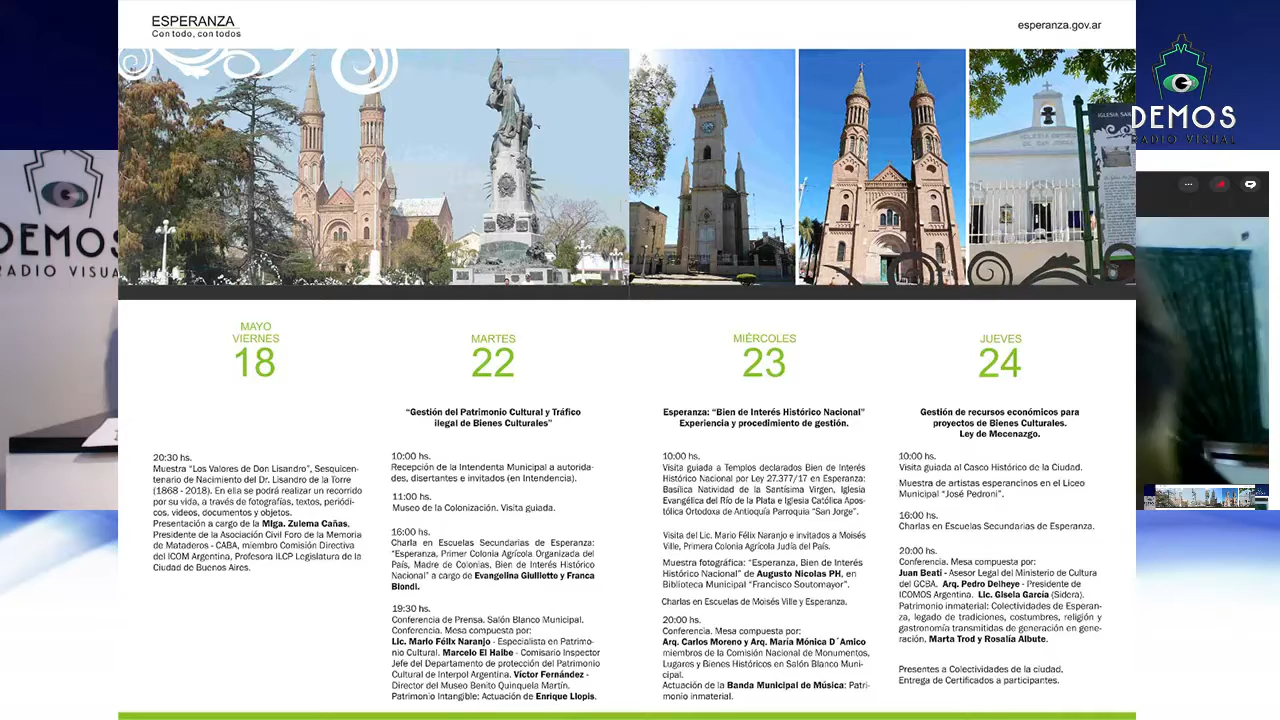 ESPERANZA
Con todo, con todos
esperanza.gov.ar
DEMOS
RADIO VISUAL
DEMOS
RADIO VISUAL
IGLESIA SAN
MAYO
VIERNES
18
20:30 hs.
Muestra “Los Valores de Don Lisandro”, Sesquicen-
tenario de Nacimiento del Dr. Lisandro de la Torre
(1868 - 2018). En ella se podrá realizar un recorrido
por su vida, a través de fotografías, textos, periódi-
cos, videos, documentos y objetos.
Presentación a cargo de la Mlga. Zulema Cañas,
Presidente de la Asociación Civil Foro de la Memoria
de Mataderos - CABA, miembro Comisión Directiva
del ICOM Argentina, Profesora ILCP Legislatura de la
Ciudad de Buenos Aires.
MARTES
22
“Gestión del Patrimonio Cultural y Tráfico
ilegal de Bienes Culturales”
10:00 hs.
Recepción de la Intendenta Municipal a autorida-
des, disertantes e invitados (en Intendencia).
11:00 hs.
Museo de la Colonización. Visita guiada.
16:00 hs.
Charla en Escuelas Secundarias de Esperanza:
“Esperanza, Primer Colonia Agrícola Organizada del
País, Madre de Colonias, Bien de Interés Histórico
Nacional” a cargo de Evangelina Giulliotte y Franca
Blondi.
19:30 hs.
Conferencia de Prensa. Salón Blanco Municipal.
Conferencia. Mesa compuesta por:
Lic. Mario Félix Naranjo - Especialista en Patrimo-
nio Cultural. Marcelo El Haibe - Comisario Inspector
Jefe del Departamento de protección del Patrimonio
Cultural de Interpol Argentina. Víctor Fernández -
Director del Museo Benito Quinquela Martín.
Patrimonio Intangible: Actuación de Enrique Llopis.
MIÉRCOLES
23
Esperanza: “Bien de Interés Histórico Nacional”
Experiencia y procedimiento de gestión.
10:00 hs.
Visita guiada a Templos declarados Bien de Interés
Histórico Nacional por Ley 27.377/17 en Esperanza:
Basílica Natividad de la Santísima Virgen, Iglesia
Evangélica del Río de la Plata e Iglesia Católica Apos-
tólica Ortodoxa de Antioquía Parroquia “San Jorge”.
Visita del Lic. Mario Félix Naranjo e invitados a Moisés
Ville, Primera Colonia Agrícola Judía del País.
Muestra fotográfica: “Esperanza, Bien de Interés
Histórico Nacional” de Augusto Nicolas PH, en
Biblioteca Municipal “Francisco Soutomayor”.
Charlas en Escuelas de Moisés Ville y Esperanza.
20:00 hs.
Conferencia. Mesa compuesta por:
Arq. Carlos Moreno y Arq. María Mónica D´Amico
miembros de la Comisión Nacional de Monumentos,
Lugares y Bienes Históricos en Salón Blanco Muni-
cipal.
Actuación de la Banda Municipal de Música: Patri-
monio inmaterial.
JUEVES
24
Gestión de recursos económicos para
proyectos de Bienes Culturales.
Ley de Mecenazgo.
10:00 hs.
Visita guiada al Casco Histórico de la Ciudad.
Muestra de artistas esperancinos en el Liceo
Municipal “José Pedroni”.
16:00 hs.
Charlas en Escuelas Secundarias de Esperanza.
20:00 hs.
Conferencia. Mesa compuesta por:
Juan Beati - Asesor Legal del Ministerio de Cultura
del GCBA. Arq. Pedro Delheye - Presidente de
ICOMOS Argentina. Lic. Gisela García (Sidera).
Patrimonio inmaterial: Colectividades de Esperan-
za, legado de tradiciones, costumbres, religión y
gastronomía transmitidas de generación en gene-
ración, Marta Trod y Rosalía Albute.
Presentes a Colectividades de la ciudad.
Entrega de Certificados a participantes.